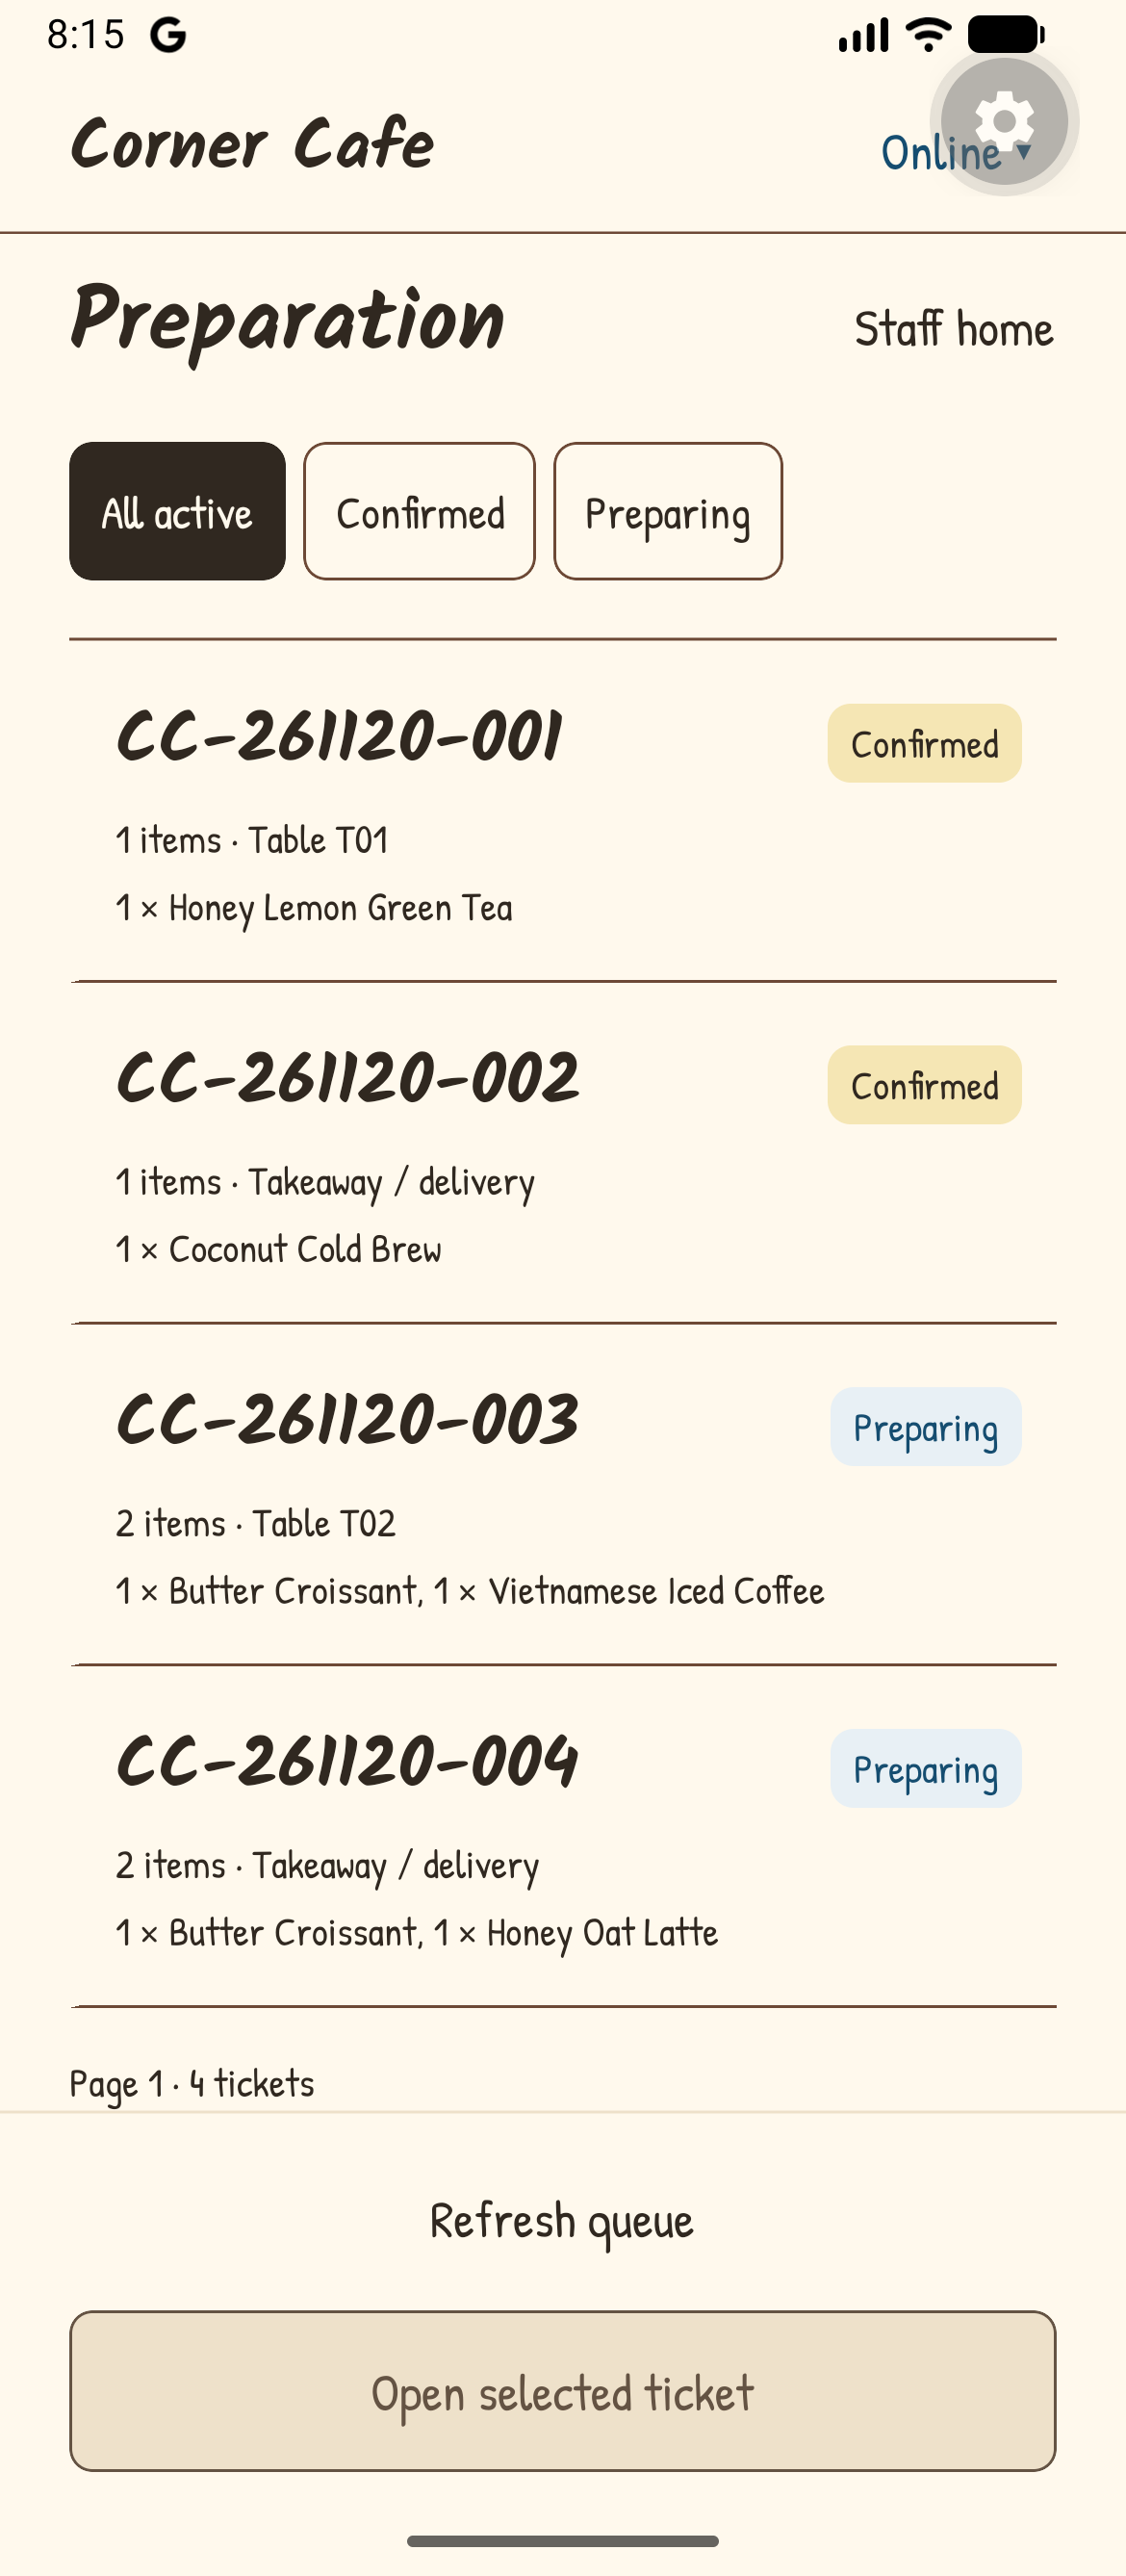 8:15
Corner Cafe
Online ▾
Preparation
Staff home
All active
Confirmed
Preparing
CC-261120-001
Confirmed
1 items · Table T01
1 × Honey Lemon Green Tea
CC-261120-002
Confirmed
1 items · Takeaway / delivery
1 × Coconut Cold Brew
CC-261120-003
Preparing
2 items · Table T02
1 × Butter Croissant, 1 × Vietnamese Iced Coffee
CC-261120-004
Preparing
2 items · Takeaway / delivery
1 × Butter Croissant, 1 × Honey Oat Latte
Page 1 · 4 tickets
Refresh queue
Open selected ticket